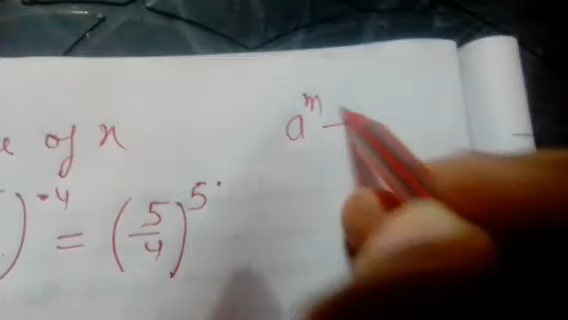 of x a^m -
)^-4 = (5/4)^5